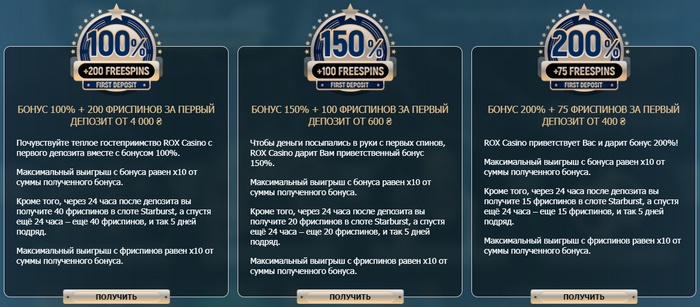 100%
+200 FREESPINS
FIRST DEPOSIT
БОНУС 100% + 200 ФРИСПИНОВ ЗА ПЕРВЫЙ
ДЕПОЗИТ ОТ 4 000 ₴
Почувствуйте теплое гостеприимство ROX Casino с
первого депозита вместе с бонусом 100%.
Максимальный выигрыш с бонуса равен x10 от
суммы полученного бонуса.
Кроме того, через 24 часа после депозита вы
получите 40 фриспинов в слоте Starburst, а спустя
ещё 24 часа – еще 40 фриспинов, и так 5 дней
подряд.
Максимальный выигрыш с фриспинов равен x10 от
суммы полученного бонуса.
ПОЛУЧИТЬ
150%
+100 FREESPINS
FIRST DEPOSIT
БОНУС 150% + 100 ФРИСПИНОВ ЗА ПЕРВЫЙ
ДЕПОЗИТ ОТ 600 ₴
Чтобы деньги посыпались в руки с первых спинов,
ROX Casino дарит Вам приветственный бонус
150%.
Максимальный выигрыш с бонуса равен x10 от
суммы полученного бонуса.
Кроме того, через 24 часа после депозита вы
получите 20 фриспинов в слоте Starburst, а спустя
ещё 24 часа – еще 20 фриспинов, и так 5 дней
подряд.
Максимальный выигрыш с фриспинов равен x10 от
суммы полученного бонуса.
ПОЛУЧИТЬ
200%
+75 FREESPINS
FIRST DEPOSIT
БОНУС 200% + 75 ФРИСПИНОВ ЗА ПЕРВЫЙ
ДЕПОЗИТ ОТ 400 ₴
ROX Casino приветствует Вас и дарит бонус 200%!
Максимальный выигрыш с бонуса равен x10 от
суммы полученного бонуса.
Кроме того, через 24 часа после депозита вы
получите 15 фриспинов в слоте Starburst, а спустя
ещё 24 часа – еще 15 фриспинов, и так 5 дней
подряд.
Максимальный выигрыш с фриспинов равен x10 от
суммы полученного бонуса.
ПОЛУЧИТЬ